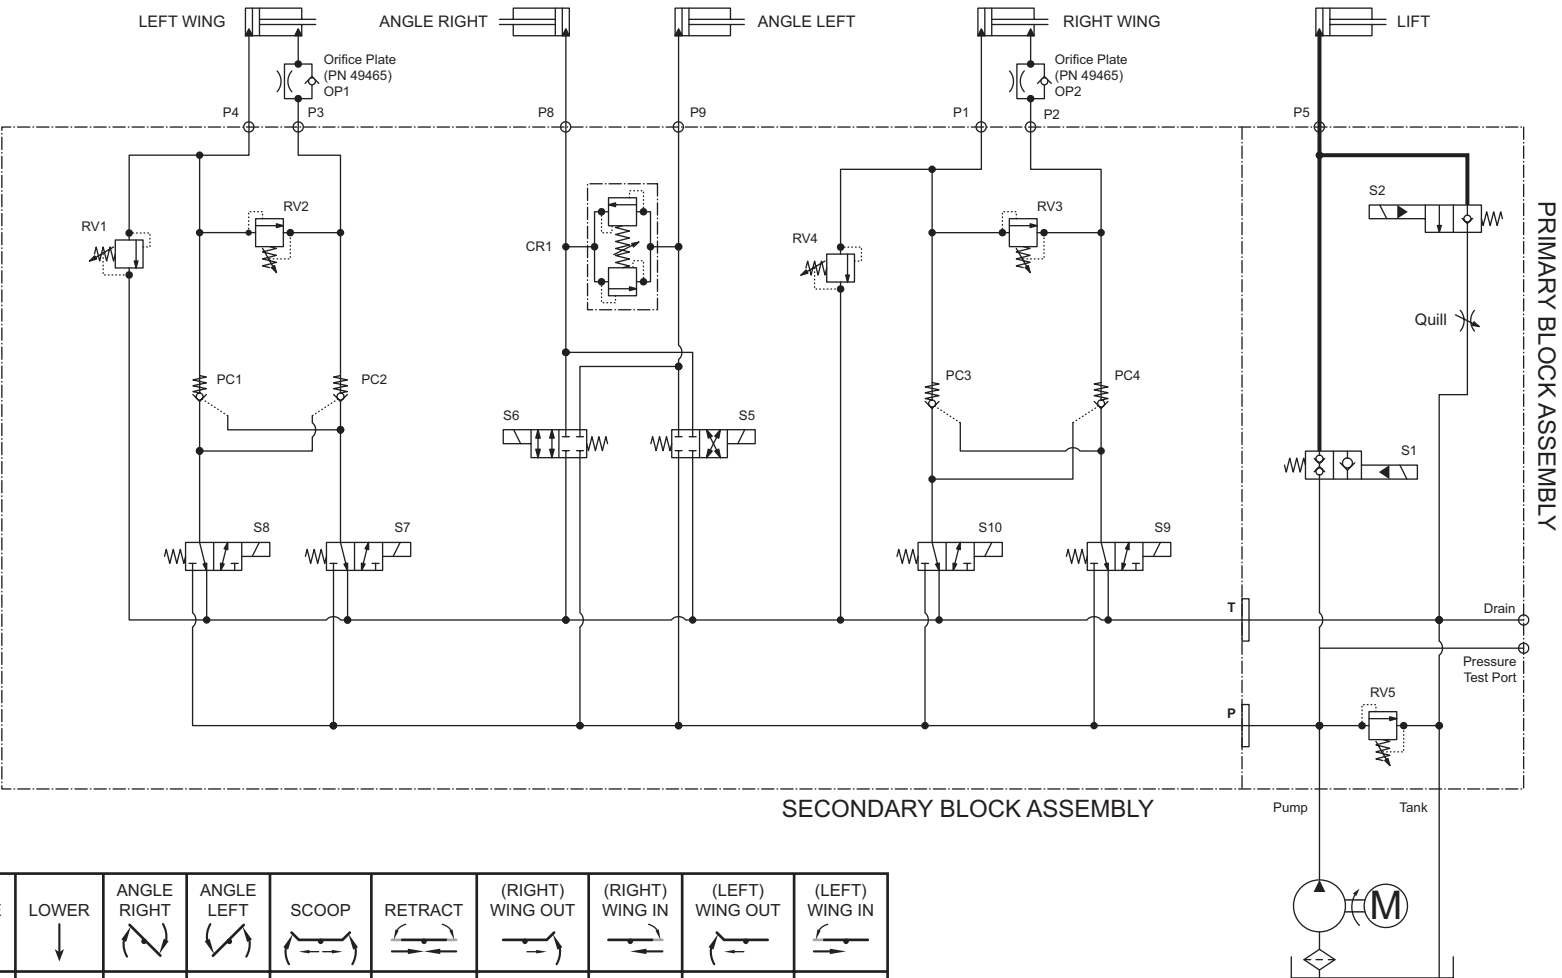 LEFT WING
ANGLE RIGHT
ANGLE LEFT
RIGHT WING
LIFT
Orifice Plate
(PN 49465)
OP1
Orifice Plate
(PN 49465)
OP2
P4
P3
P8
P9
P1
P2
P5
S2
RV1
RV2
CR1
RV4
RV3
Quill
PC1
PC2
PC3
PC4
S6
S5
S1
S8
S7
S10
S9
T
Drain
Pressure
Test Port
P
RV5
PRIMARY BLOCK ASSEMBLY
SECONDARY BLOCK ASSEMBLY
Pump
Tank
M
LOWER
ANGLE
RIGHT
ANGLE
LEFT
SCOOP
RETRACT
(RIGHT)
WING OUT
(RIGHT)
WING IN
(LEFT)
WING OUT
(LEFT)
WING IN